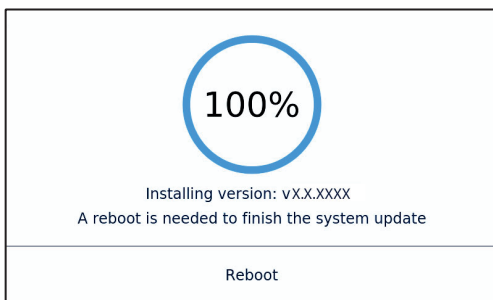 100%
Installing version: vX.X.XXXX
A reboot is needed to finish the system update
Reboot